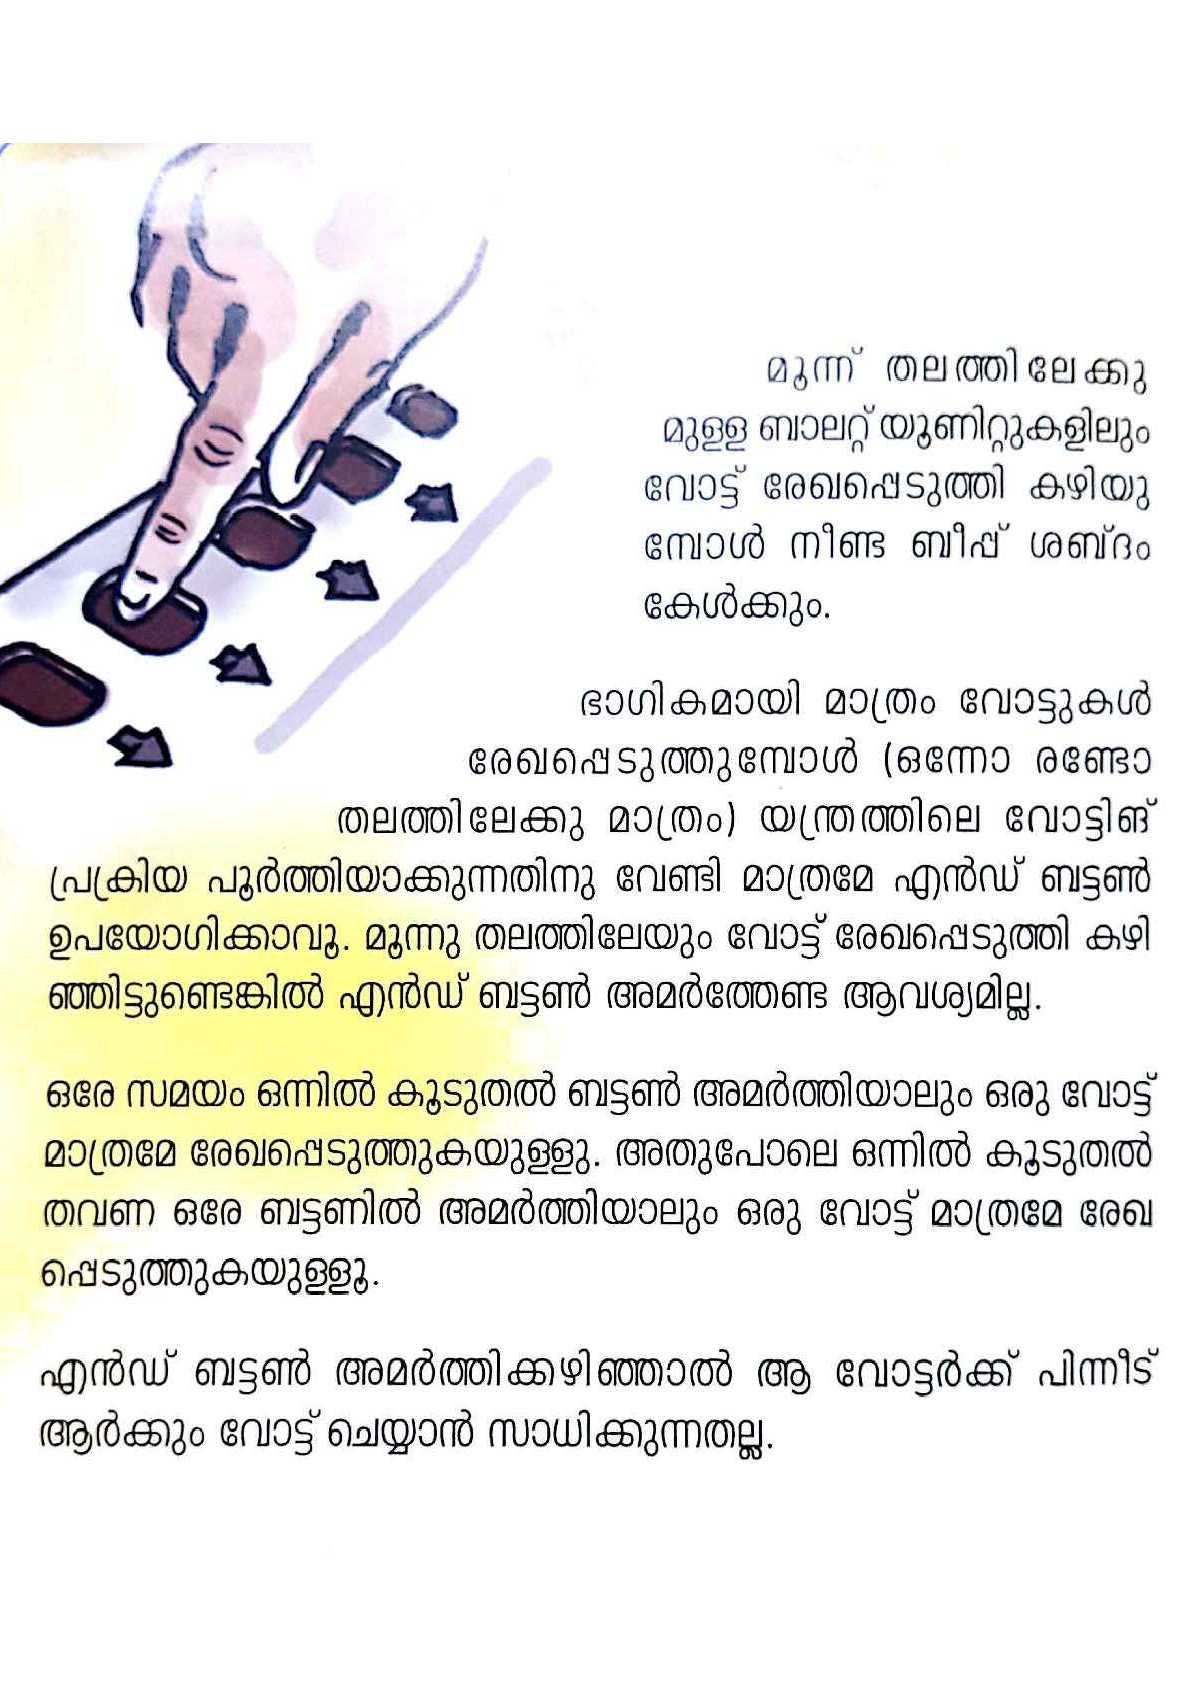 മൂന്ന് തലത്തിലേക്കു
മുള്ള ബാലറ്റ് യൂണിറ്റുകളിലും
വോട്ട് രേഖപ്പെടുത്തി കഴിയു
മ്പോൾ നീണ്ട ബീപ്പ് ശബ്ദം
കേൾക്കും.
ഭാഗികമായി മാത്രം വോട്ടുകൾ
രേഖപ്പെടുത്തുമ്പോൾ (ഒന്നോ രണ്ടോ
തലത്തിലേക്കു മാത്രം) യന്ത്രത്തിലെ വോട്ടിങ്
പ്രക്രിയ പൂർത്തിയാക്കുന്നതിനു വേണ്ടി മാത്രമേ എൻഡ് ബട്ടൺ
ഉപയോഗിക്കാവൂ. മൂന്നു തലത്തിലേയും വോട്ട് രേഖപ്പെടുത്തി കഴി
ഞ്ഞിട്ടുണ്ടെങ്കിൽ എൻഡ് ബട്ടൺ അമർത്തേണ്ട ആവശ്യമില്ല.
ഒരേ സമയം ഒന്നിൽ കൂടുതൽ ബട്ടൺ അമർത്തിയാലും ഒരു വോട്ട്
മാത്രമേ രേഖപ്പെടുത്തുകയുള്ളു. അതുപോലെ ഒന്നിൽ കൂടുതൽ
തവണ ഒരേ ബട്ടണിൽ അമർത്തിയാലും ഒരു വോട്ട് മാത്രമേ രേഖ
പ്പെടുത്തുകയുള്ളൂ.
എൻഡ് ബട്ടൺ അമർത്തിക്കഴിഞ്ഞാൽ ആ വോട്ടർക്ക് പിന്നീട്
ആർക്കും വോട്ട് ചെയ്യാൻ സാധിക്കുന്നതല്ല.